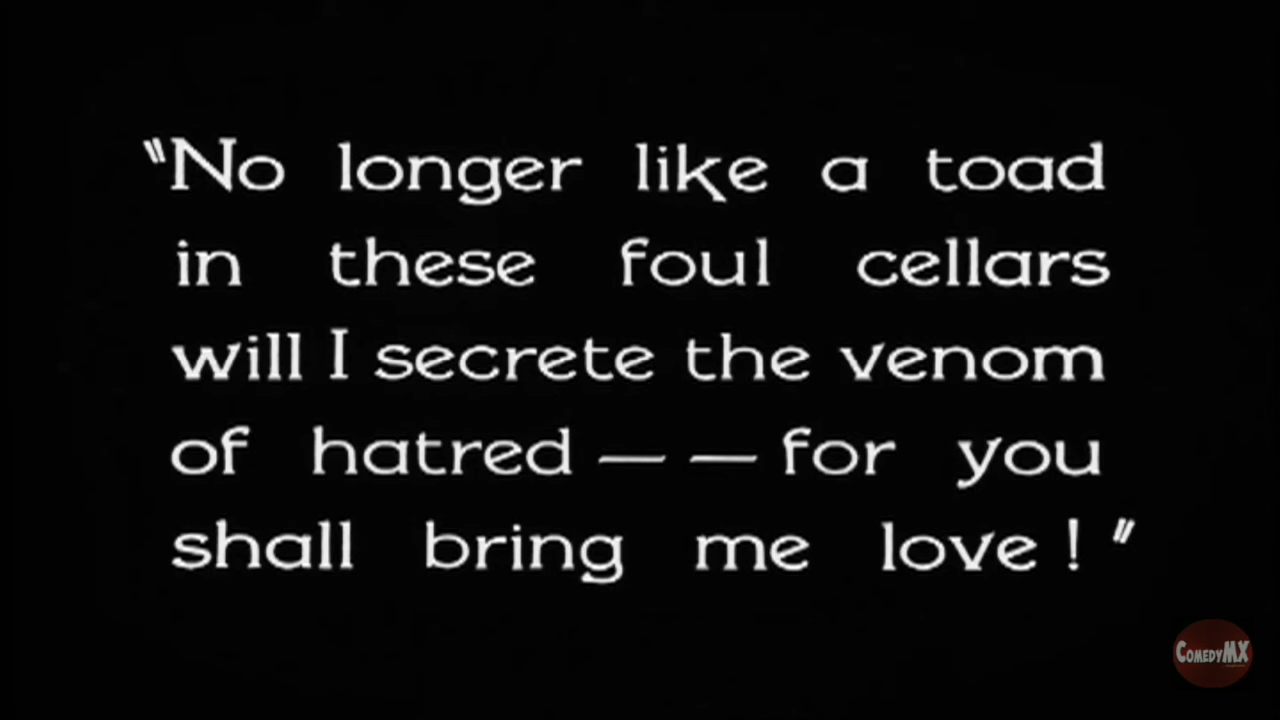 "No longer like a toad
in these foul cellars
will I secrete the venom
of hatred — — for you
shall bring me love ! "
COMEDYMX